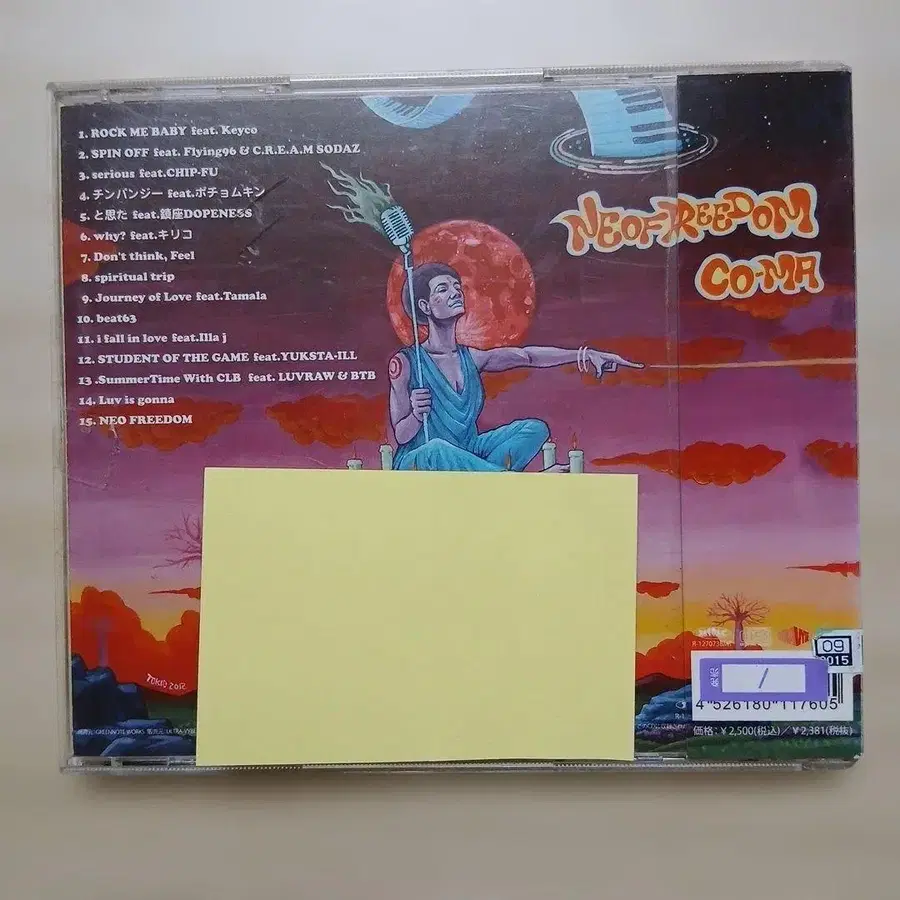 1. ROCK ME BABY feat. Keyco
2. SPIN OFF feat. Flying96 & C.R.E.A.M SODAZ
3. serious feat.CHIP-FU
4. チンパンジー feat.ポチョムキン
5. と思た feat.鎮座DOPENESS
6. why? feat.キリコ
7. Don't think, Feel
8. spiritual trip
9. Journey of Love feat.Tamala
10. beat63
11. i fall in love feat.Illa j
12. STUDENT OF THE GAME feat.YUKSTA-ILL
13 .SummerTime With CLB feat. LUVRAW & BTB
14. Luv is gonna
15. NEO FREEDOM
NEO FREEDOM
CO-MA
TOKIO 2012
09
2015
4"526180"117605
価格:¥2,500(税込)/¥2,381(税抜)